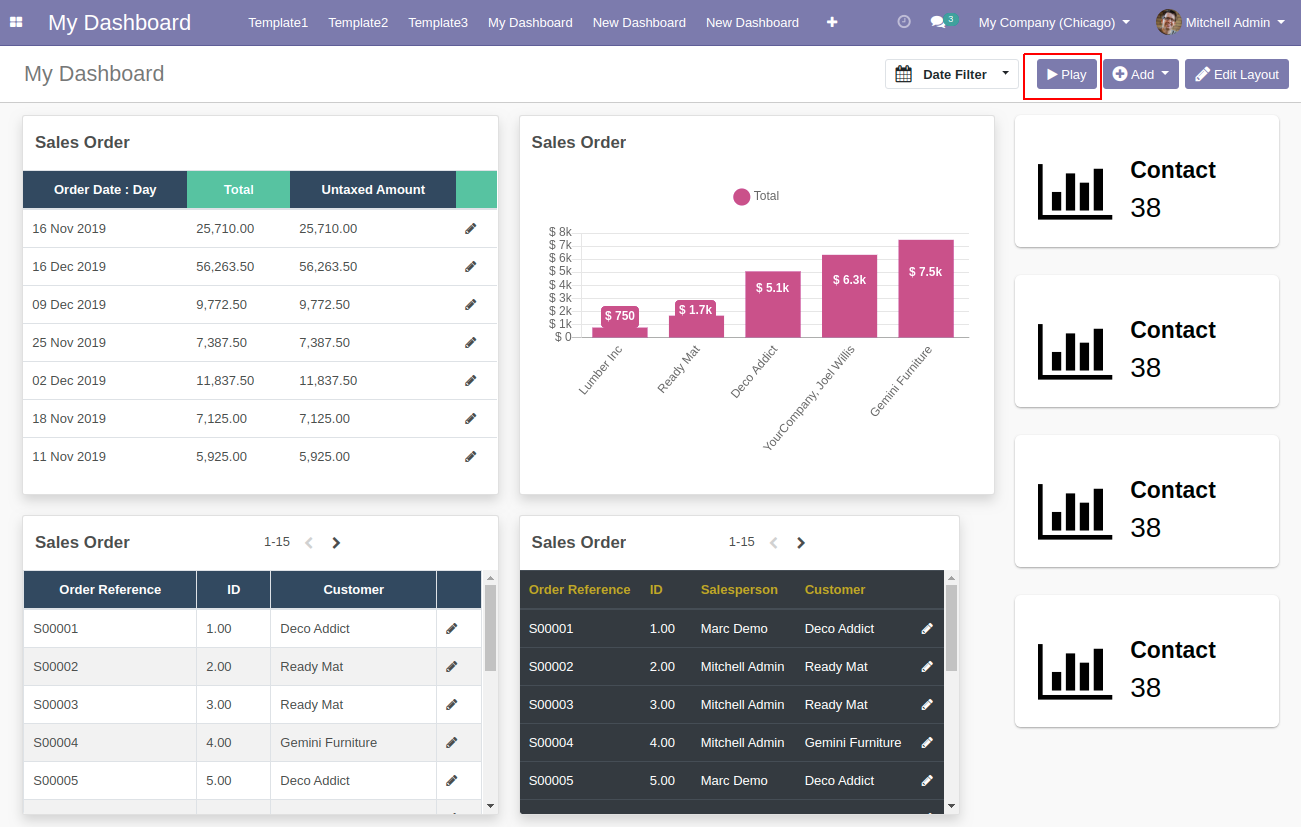 My Dashboard Template1 Template2 Template3 My Dashboard New Dashboard New Dashboard 3 My Company (Chicago) Mitchell Admin
My Dashboard Date Filter Play Add Edit Layout
Sales Order
Order Date : Day Total Untaxed Amount
16 Nov 2019 25,710.00 25,710.00
16 Dec 2019 56,263.50 56,263.50
09 Dec 2019 9,772.50 9,772.50
25 Nov 2019 7,387.50 7,387.50
02 Dec 2019 11,837.50 11,837.50
18 Nov 2019 7,125.00 7,125.00
11 Nov 2019 5,925.00 5,925.00
Sales Order
Total
$ 8k
$ 7k
$ 6k
$ 5k
$ 4k
$ 3k
$ 2k
$ 1k
$ 0
$ 750
$ 1.7k
$ 5.1k
$ 6.3k
$ 7.5k
Lumber Inc
Ready Mat
Deco Addict
YourCompany, Joel Willis
Gemini Furniture
Contact
38
Contact
38
Contact
38
Contact
38
Sales Order 1-15
Order Reference ID Customer
S00001 1.00 Deco Addict
S00002 2.00 Ready Mat
S00003 3.00 Ready Mat
S00004 4.00 Gemini Furniture
S00005 5.00 Deco Addict
Sales Order 1-15
Order Reference ID Salesperson Customer
S00001 1.00 Marc Demo Deco Addict
S00002 2.00 Mitchell Admin Ready Mat
S00003 3.00 Mitchell Admin Ready Mat
S00004 4.00 Mitchell Admin Gemini Furniture
S00005 5.00 Marc Demo Deco Addict